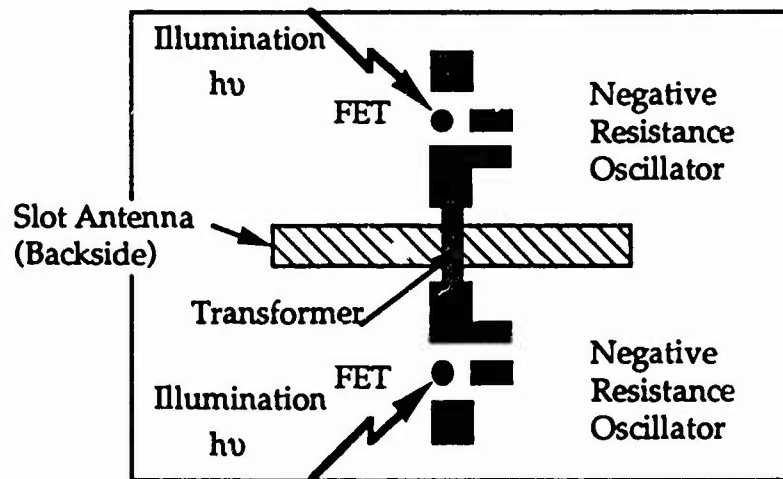 Illumination
hυ
FET
Negative
Resistance
Oscillator
Slot Antenna
(Backside)
Transformer
FET
Illumination
hυ
Negative
Resistance
Oscillator